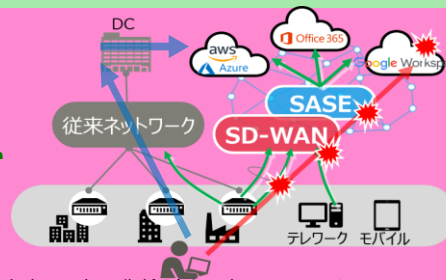 DC
aws
Azure
Office 365
Google Worksp
SASE
従来ネットワーク
SD-WAN
テレワーク
モバイル